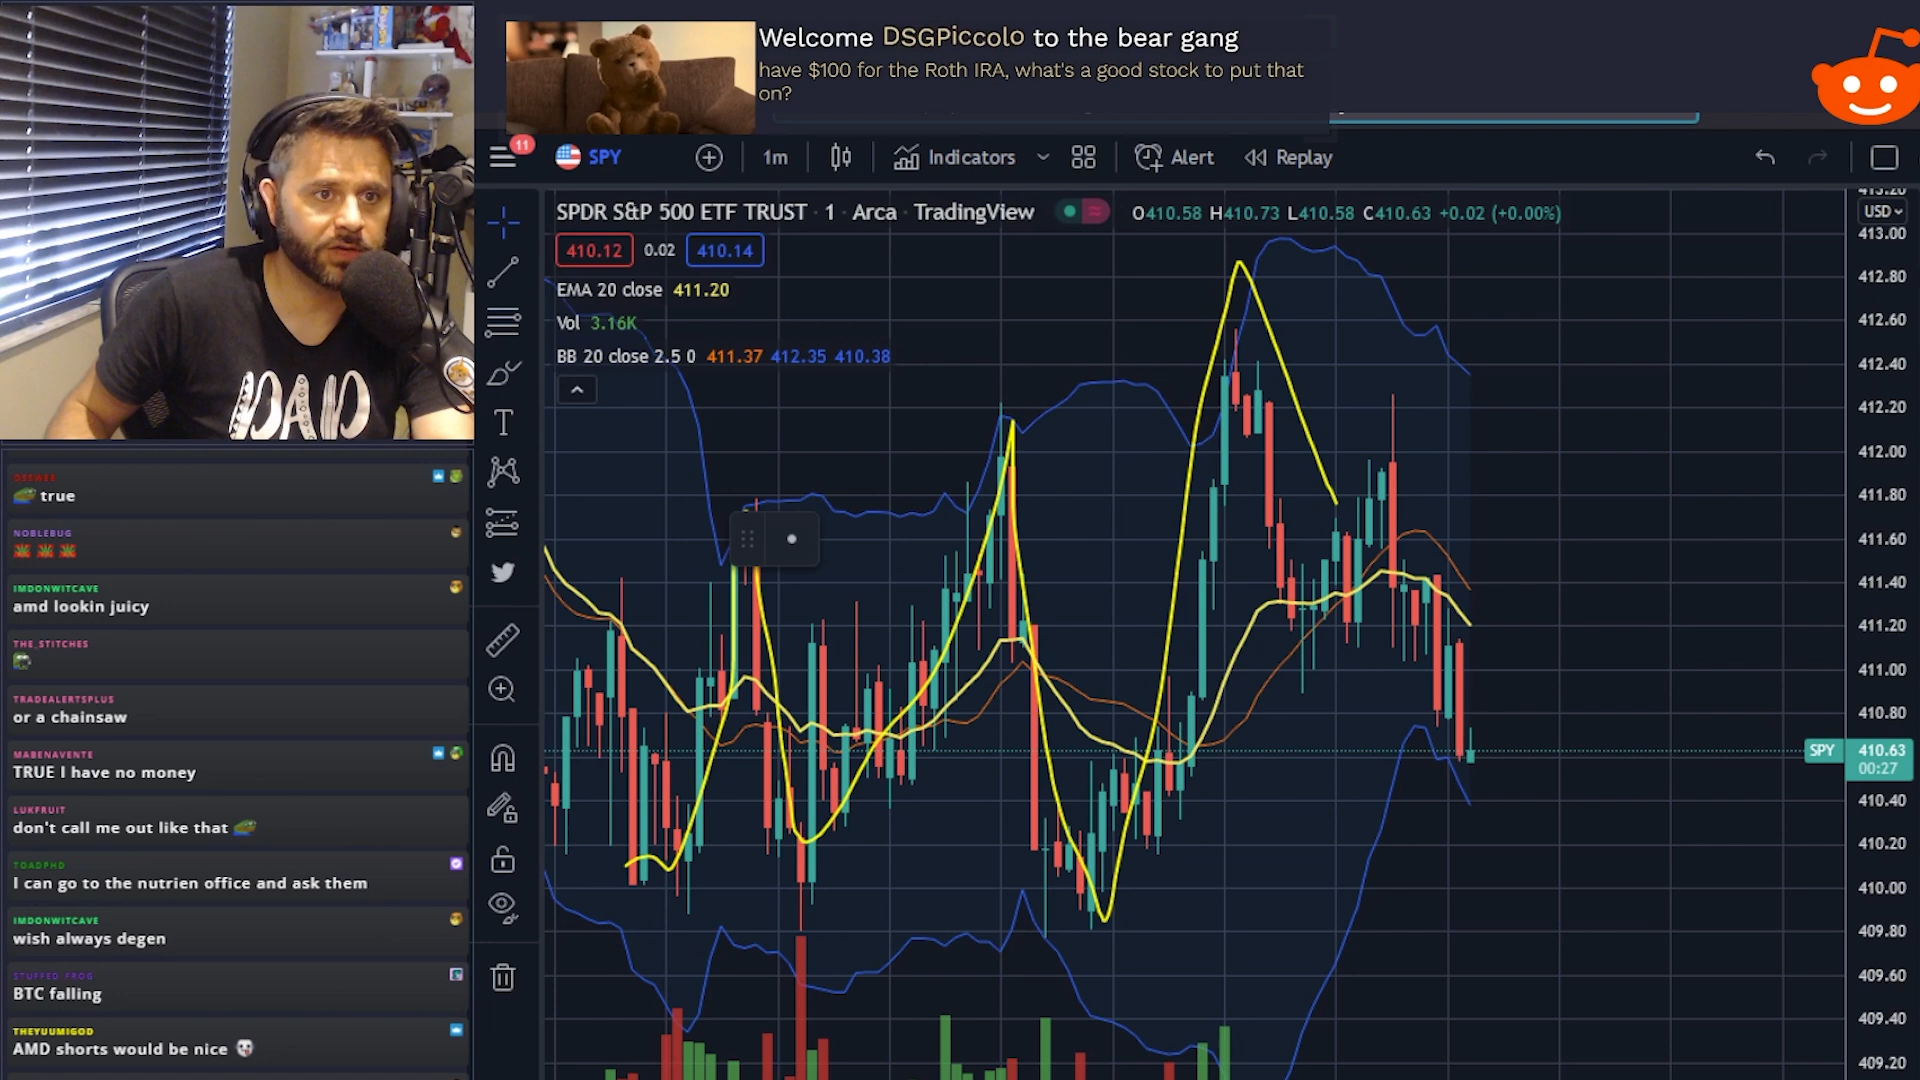 Welcome DSGPiccolo to the bear gang
have $100 for the Roth IRA, what's a good stock to put that
on?
11
SPY
1m
Indicators
Alert
Replay
SPDR S&P 500 ETF TRUST · 1 · Arca · TradingView
O410.58 H410.73 L410.58 C410.63 +0.02 (+0.00%)
410.12 0.02 410.14
EMA 20 close 411.20
Vol 3.16K
BB 20 close 2.5 0 411.37 412.35 410.38
T
413.20
USD
413.00
412.80
412.60
412.40
412.20
412.00
411.80
411.60
411.40
411.20
411.00
410.80
SPY 410.63
00:27
410.40
410.20
410.00
409.80
409.60
409.40
409.20
DAD
true
NOBLEBUG
IMDONWITCAVE
amd lookin juicy
THE_STITCHES
TRADEALERTSPLUS
or a chainsaw
MABENAVENTE
TRUE I have no money
LUKFRUIT
don't call me out like that
TOADPHD
I can go to the nutrien office and ask them
IMDONWITCAVE
wish always degen
STUFFED_FROG
BTC falling
THEYUUMIGOD
AMD shorts would be nice